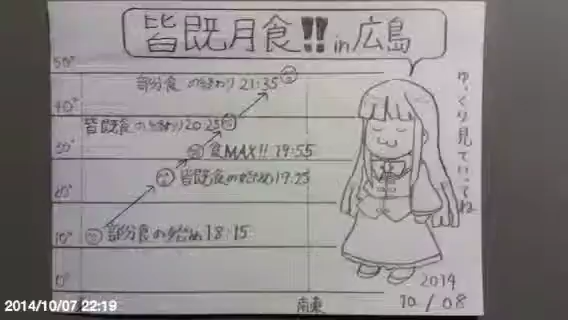 皆既月食!! in 広島
50°
部分食の終わり 21:35
40°
皆既食の終わり 20:25
30°
食MAX!! 19:55
20°
皆既食の始め 19:25
10°
部分食の始め 18:15
0°
南東
ゆっくり見ていってね
2014
10/08
2014/10/07 22:19